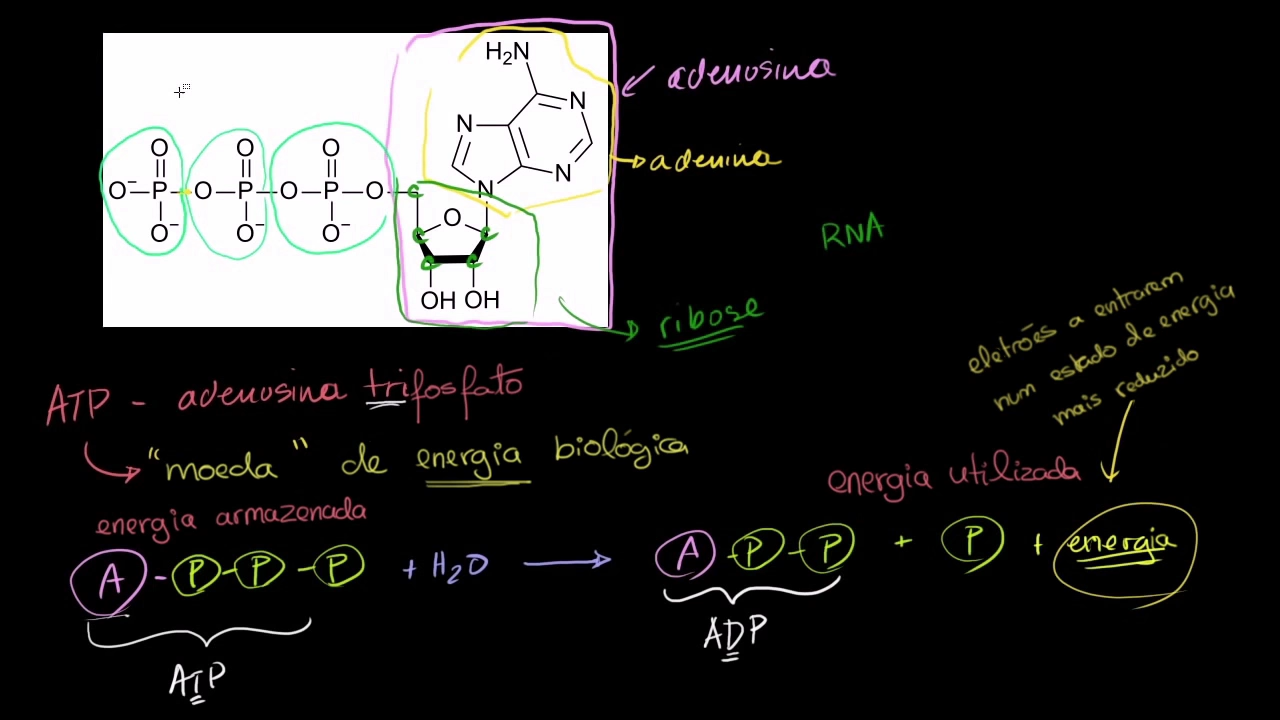 H₂N
N
N
N
N
O O O
O⁻ P O P O P O C
O⁻ O⁻ O⁻
O
C C
C C
OH OH
adenosina
adenina
RNA
ribose
eletrões a entrarem
num estado de energia
mais reduzido
ATP - adenosina trifosfato
"moeda" de energia biológica
energia armazenada
energia utilizada
A - P - P - P + H₂O → A - P - P + P + energia
ATP
ADP